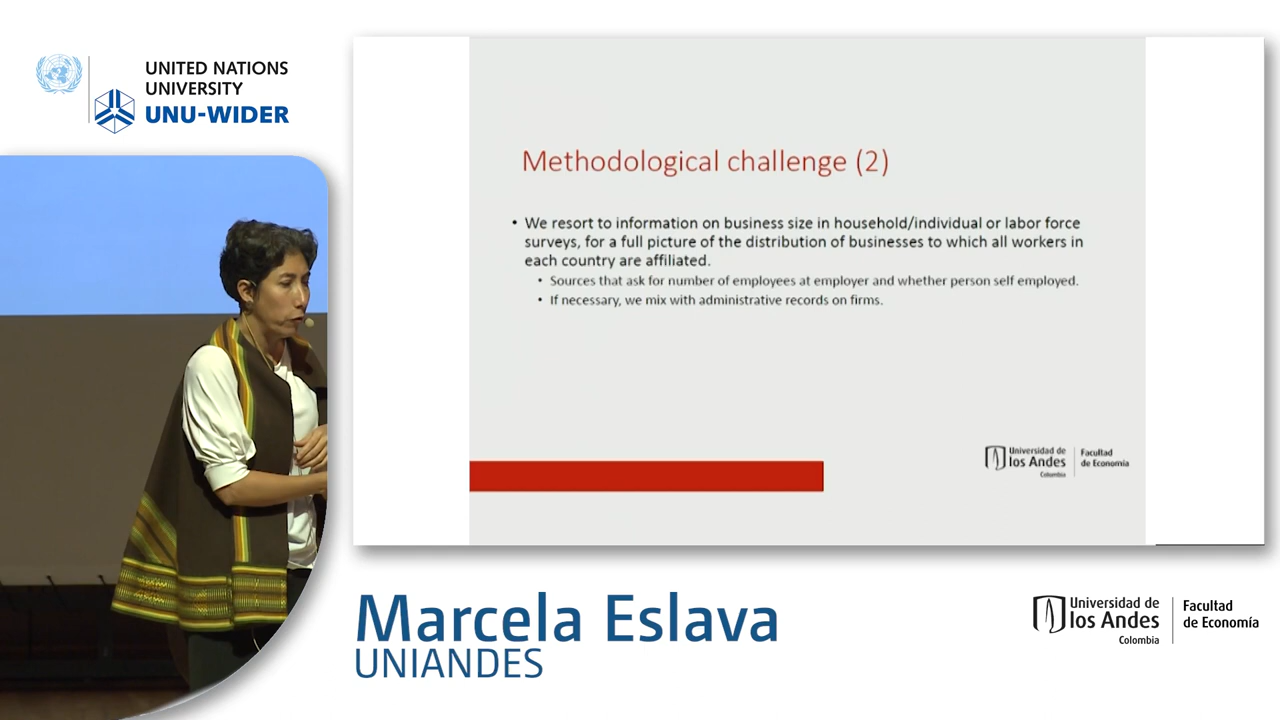 UNITED NATIONS
UNIVERSITY
UNU-WIDER
Methodological challenge (2)
• We resort to information on business size in household/individual or labor force
surveys, for a full picture of the distribution of businesses to which all workers in
each country are affiliated.
• Sources that ask for number of employees at employer and whether person self employed.
• If necessary, we mix with administrative records on firms.
Universidad de
los Andes
Colombia
Facultad
de Economía
Marcela Eslava
UNIANDES
Universidad de
los Andes
Colombia
Facultad
de Economía